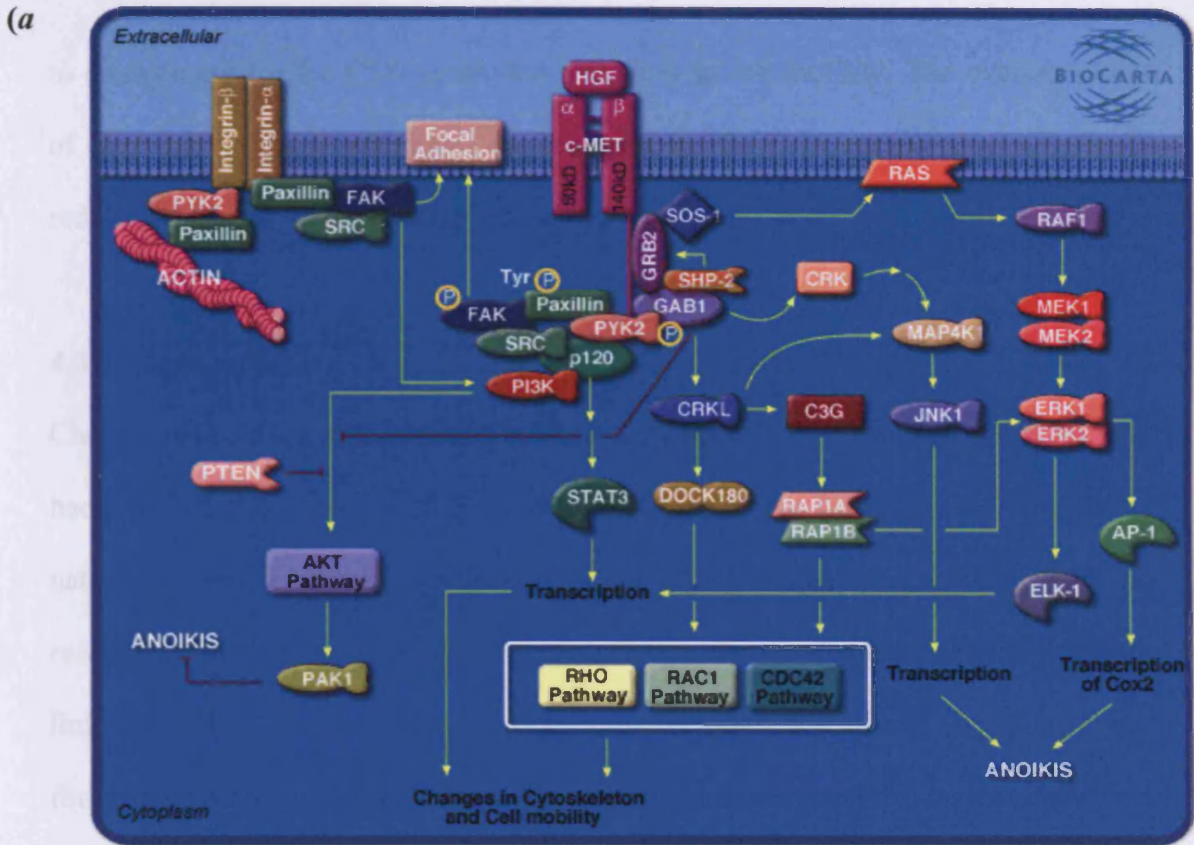 (a
Extracellular
BIOCARTA
HGF
α
β
c-MET
80kD
140kD
Integrin-β
Integrin-α
Focal
Adhesion
RAS
PYK2
Paxillin
FAK
SRC
Paxillin
ACTIN
SOS-1
GRB2
SHP-2
GAB1
RAF1
CRK
Tyr
P
P
FAK
Paxillin
PYK2
P
SRC
p120
PI3K
MEK1
MEK2
MAP4K
CRKL
C3G
JNK1
ERK1
ERK2
PTEN
STAT3
DOCK180
RAP1A
RAP1B
AP-1
AKT
Pathway
Transcription
ELK-1
ANOIKIS
PAK1
RHO
Pathway
RAC1
Pathway
CDC42
Pathway
Transcription
Transcription
of Cox2
ANOIKIS
Changes in Cytoskeleton
and Cell mobility
Cytoplasm